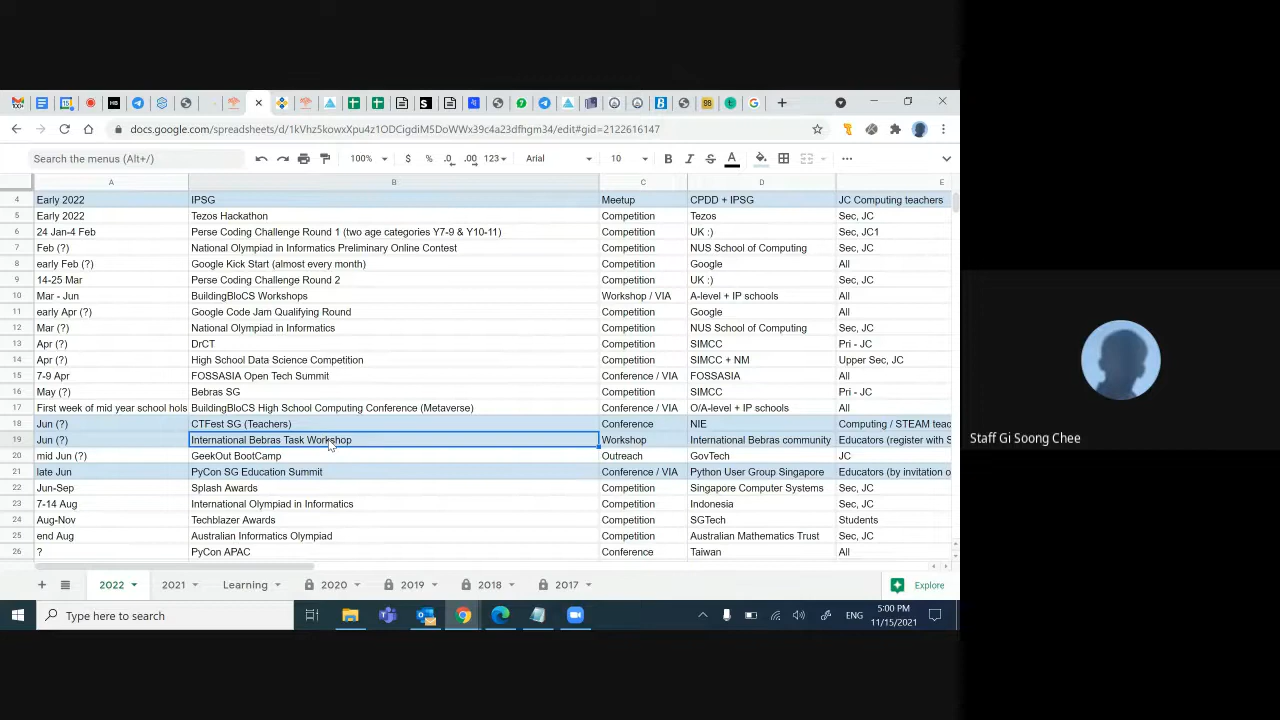 docs.google.com/spreadsheets/d/1kVhz5kowxXpu4z1ODCigdiMSDoWWx39c4a23dfhgm34/edit#gid=2122616147
Search the menus (Alt+/) 100% $ % .0 .00 123 Arial 10 B I S A
A B C D E
4 Early 2022 IPSG Meetup CPDD + IPSG JC Computing teachers
5 Early 2022 Tezos Hackathon Competition Tezos Sec, JC
6 24 Jan-4 Feb Perse Coding Challenge Round 1 (two age categories Y7-9 & Y10-11) Competition UK :) Sec, JC1
7 Feb (?) National Olympiad in Informatics Preliminary Online Contest Competition NUS School of Computing Sec, JC
8 early Feb (?) Google Kick Start (almost every month) Competition Google All
9 14-25 Mar Perse Coding Challenge Round 2 Competition UK :) Sec, JC
10 Mar - Jun BuildingBloCS Workshops Workshop / VIA A-level + IP schools All
11 early Apr (?) Google Code Jam Qualifying Round Competition Google All
12 Mar (?) National Olympiad in Informatics Competition NUS School of Computing Sec, JC
13 Apr (?) DrCT Competition SIMCC Pri - JC
14 Apr (?) High School Data Science Competition Competition SIMCC + NM Upper Sec, JC
15 7-9 Apr FOSSASIA Open Tech Summit Conference / VIA FOSSASIA All
16 May (?) Bebras SG Competition SIMCC Pri - JC
17 First week of mid year school hols BuildingBloCS High School Computing Conference (Metaverse) Conference / VIA O/A-level + IP schools All
18 Jun (?) CTFest SG (Teachers) Conference NIE Computing / STEAM teac
19 Jun (?) International Bebras Task Workshop Workshop International Bebras community Educators (register with S
20 mid Jun (?) GeekOut BootCamp Outreach GovTech JC
21 late Jun PyCon SG Education Summit Conference / VIA Python User Group Singapore Educators (by invitation o
22 Jun-Sep Splash Awards Competition Singapore Computer Systems Sec, JC
23 7-14 Aug International Olympiad in Informatics Competition Indonesia Sec, JC
24 Aug-Nov Techblazer Awards Competition SGTech Students
25 end Aug Australian Informatics Olympiad Competition Australian Mathematics Trust Sec, JC
26 ? PyCon APAC Conference Taiwan All
2022 2021 Learning 2020 2019 2018 2017 Explore
Type here to search ENG 5:00 PM
11/15/2021
Staff Gi Soong Chee